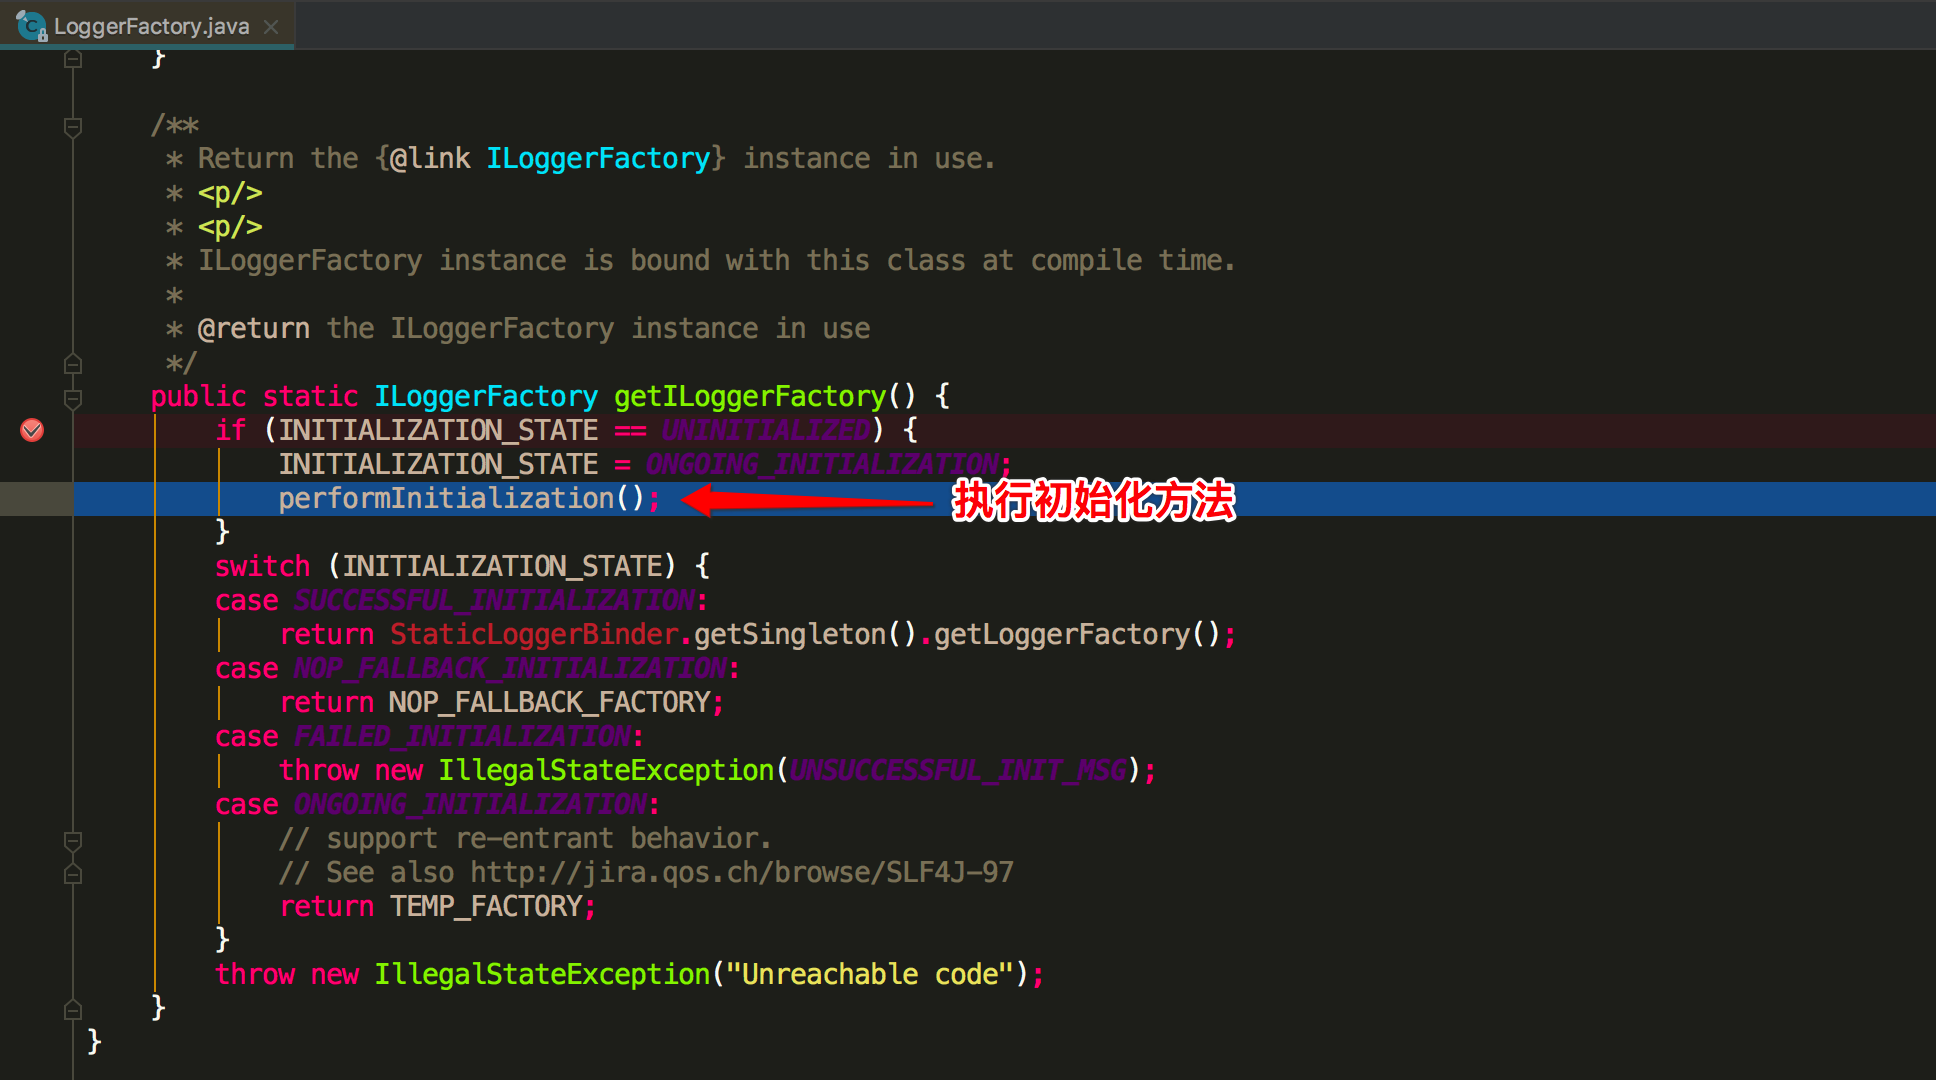 LoggerFactory.java
}
/**
* Return the {@link ILoggerFactory} instance in use.
* <p/>
* <p/>
* ILoggerFactory instance is bound with this class at compile time.
*
* @return the ILoggerFactory instance in use
*/
public static ILoggerFactory getILoggerFactory() {
if (INITIALIZATION_STATE == UNINITIALIZED) {
INITIALIZATION_STATE = ONGOING_INITIALIZATION;
performInitialization(); 执行初始化方法
}
switch (INITIALIZATION_STATE) {
case SUCCESSFUL_INITIALIZATION:
return StaticLoggerBinder.getSingleton().getLoggerFactory();
case NOP_FALLBACK_INITIALIZATION:
return NOP_FALLBACK_FACTORY;
case FAILED_INITIALIZATION:
throw new IllegalStateException(UNSUCCESSFUL_INIT_MSG);
case ONGOING_INITIALIZATION:
// support re-entrant behavior.
// See also http://jira.qos.ch/browse/SLF4J-97
return TEMP_FACTORY;
}
throw new IllegalStateException("Unreachable code");
}
}